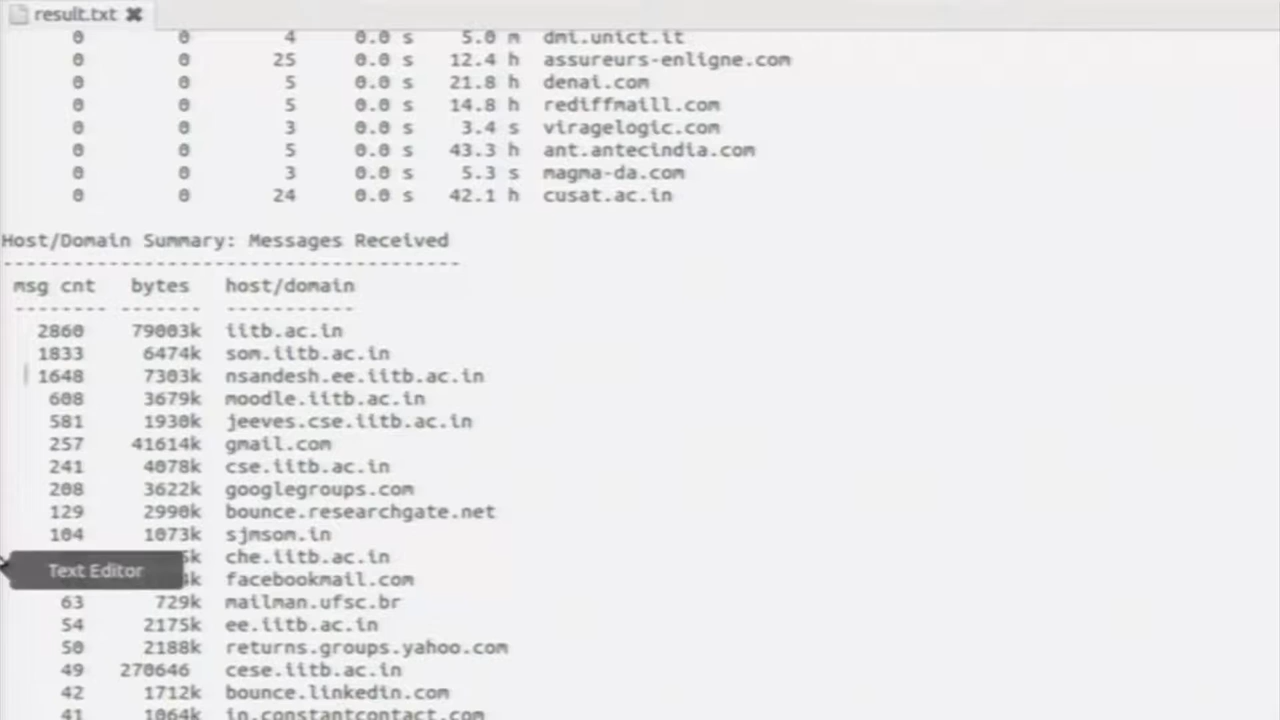 result.txt ✖
0 0 4 0.0 s 5.0 m dmi.unict.it
0 0 25 0.0 s 12.4 h assureurs-enligne.com
0 0 5 0.0 s 21.8 h denai.com
0 0 5 0.0 s 14.8 h rediffmaill.com
0 0 3 0.0 s 3.4 s viragelogic.com
0 0 5 0.0 s 43.3 h ant.antecindia.com
0 0 3 0.0 s 5.3 s magma-da.com
0 0 24 0.0 s 42.1 h cusat.ac.in
Host/Domain Summary: Messages Received
---------------------------------------
msg cnt bytes host/domain
-------- ------- -----------
2860 79003k iitb.ac.in
1833 6474k som.iitb.ac.in
1648 7303k nsandesh.ee.iitb.ac.in
608 3679k moodle.iitb.ac.in
581 1930k jeeves.cse.iitb.ac.in
257 41614k gmail.com
241 4078k cse.iitb.ac.in
208 3622k googlegroups.com
129 2990k bounce.researchgate.net
104 1073k sjmsom.in
k che.iitb.ac.in
Text Editor
k facebookmail.com
63 729k mailman.ufsc.br
54 2175k ee.iitb.ac.in
50 2188k returns.groups.yahoo.com
49 270646 cese.iitb.ac.in
42 1712k bounce.linkedin.com
41 1064k in.constantcontact.com